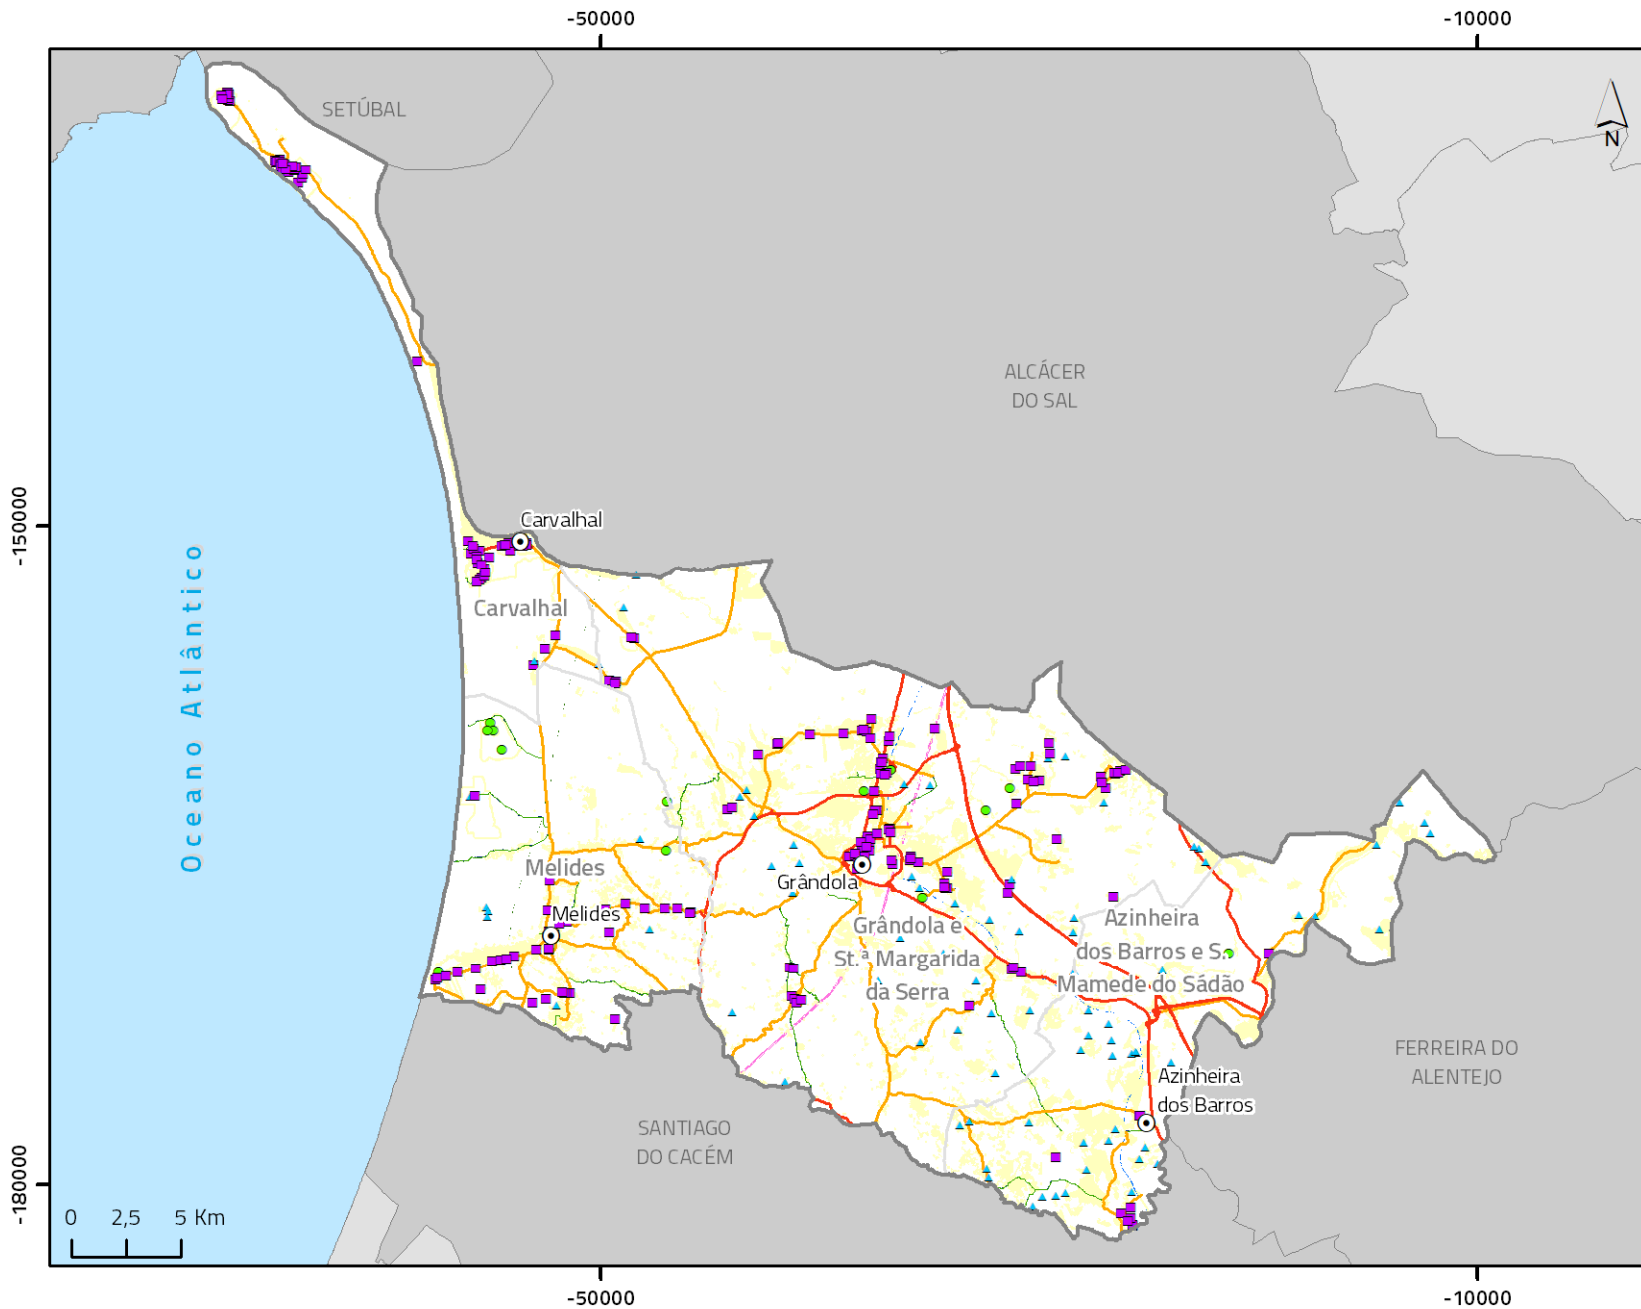 -50000
-10000
SETÚBAL
N
ALCÁCER
DO SAL
-150000
Carvalhal
Oceano Atlântico
Carvalhal
Melides
Grândola
Melides
Grândola e
St.ª Margarida
da Serra
Azinheira
dos Barros e S.
Mamede do Sádão
FERREIRA DO
ALENTEJO
Azinheira
dos Barros
SANTIAGO
DO CACÉM
-180000
0 2,5 5 Km
-50000
-10000